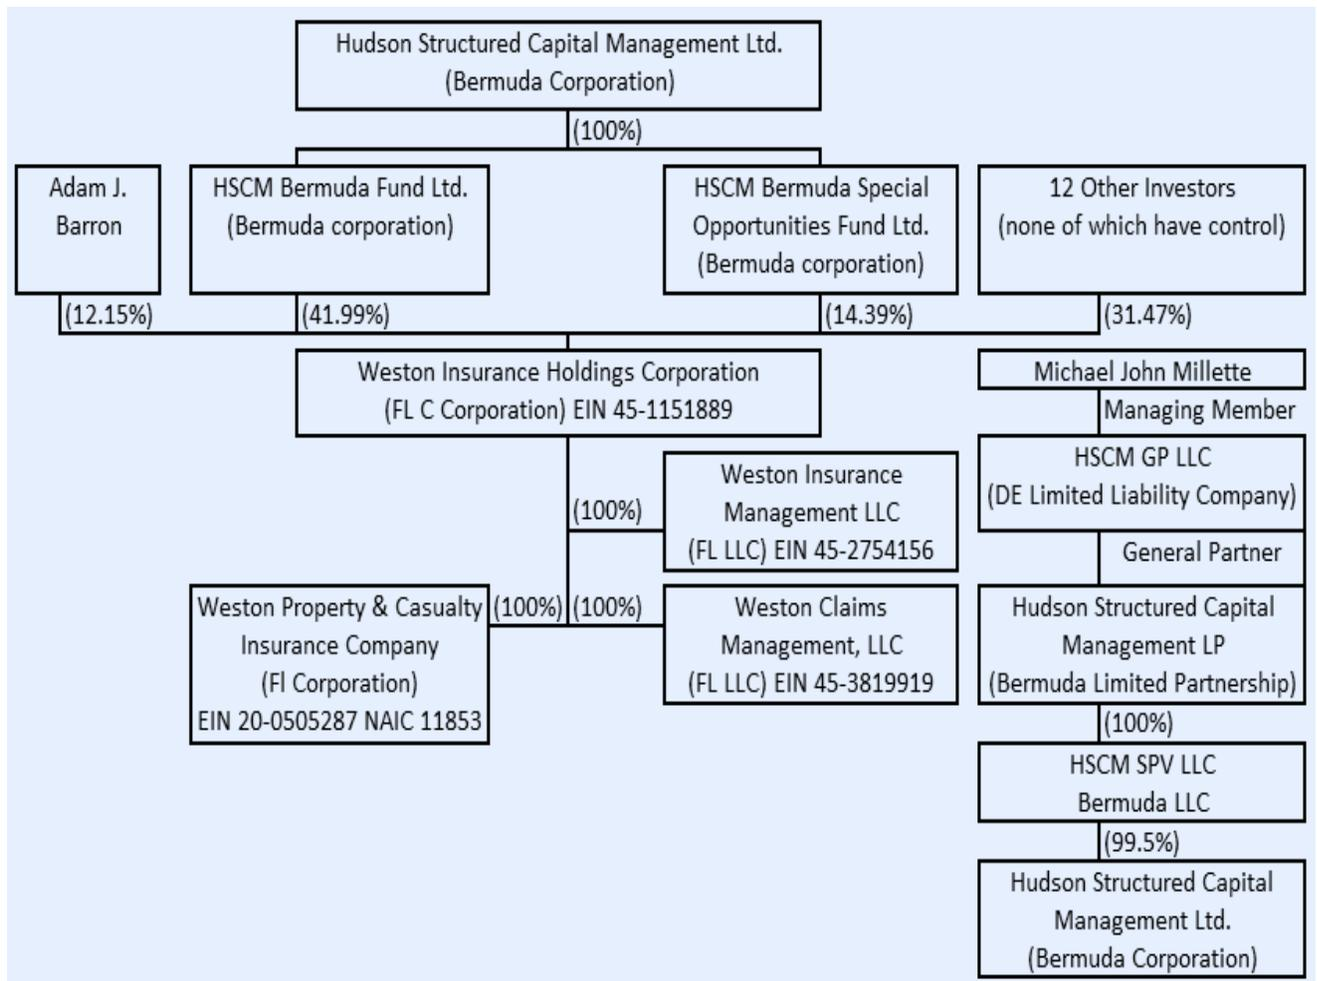 Hudson Structured Capital Management Ltd.
(Bermuda Corporation)
(100%)
Adam J.
Barron
HSCM Bermuda Fund Ltd.
(Bermuda corporation)
HSCM Bermuda Special
Opportunities Fund Ltd.
(Bermuda corporation)
12 Other Investors
(none of which have control)
(12.15%)
(41.99%)
(14.39%)
(31.47%)
Weston Insurance Holdings Corporation
(FL C Corporation) EIN 45-1151889
Michael John Millette
Managing Member
HSCM GP LLC
(DE Limited Liability Company)
General Partner
Weston Insurance
Management LLC
(FL LLC) EIN 45-2754156
(100%)
Weston Property & Casualty
Insurance Company
(Fl Corporation)
EIN 20-0505287 NAIC 11853
(100%)
(100%)
Weston Claims
Management, LLC
(FL LLC) EIN 45-3819919
Hudson Structured Capital
Management LP
(Bermuda Limited Partnership)
(100%)
HSCM SPV LLC
Bermuda LLC
(99.5%)
Hudson Structured Capital
Management Ltd.
(Bermuda Corporation)